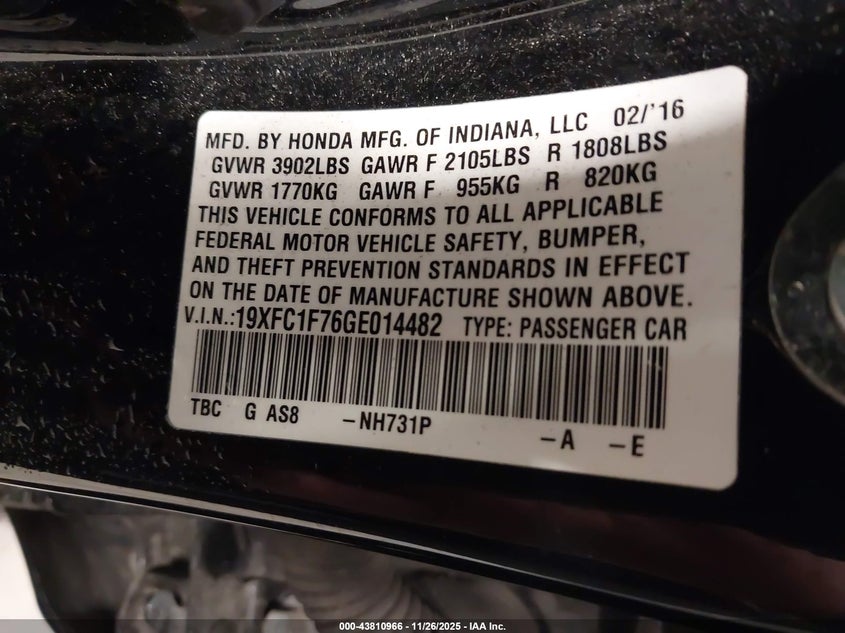 MFD. BY HONDA MFG. OF INDIANA, LLC 02/'16
GVWR 3902LBS GAWR F 2105LBS R 1808LBS
GVWR 1770KG GAWR F 955KG R 820KG
THIS VEHICLE CONFORMS TO ALL APPLICABLE
FEDERAL MOTOR VEHICLE SAFETY, BUMPER,
AND THEFT PREVENTION STANDARDS IN EFFECT
ON THE DATE OF MANUFACTURE SHOWN ABOVE.
V.I.N.:19XFC1F76GE014482 TYPE: PASSENGER CAR
TBC G AS8 –NH731P –A –E
000-43810966 - 11/26/2025 - IAA Inc.